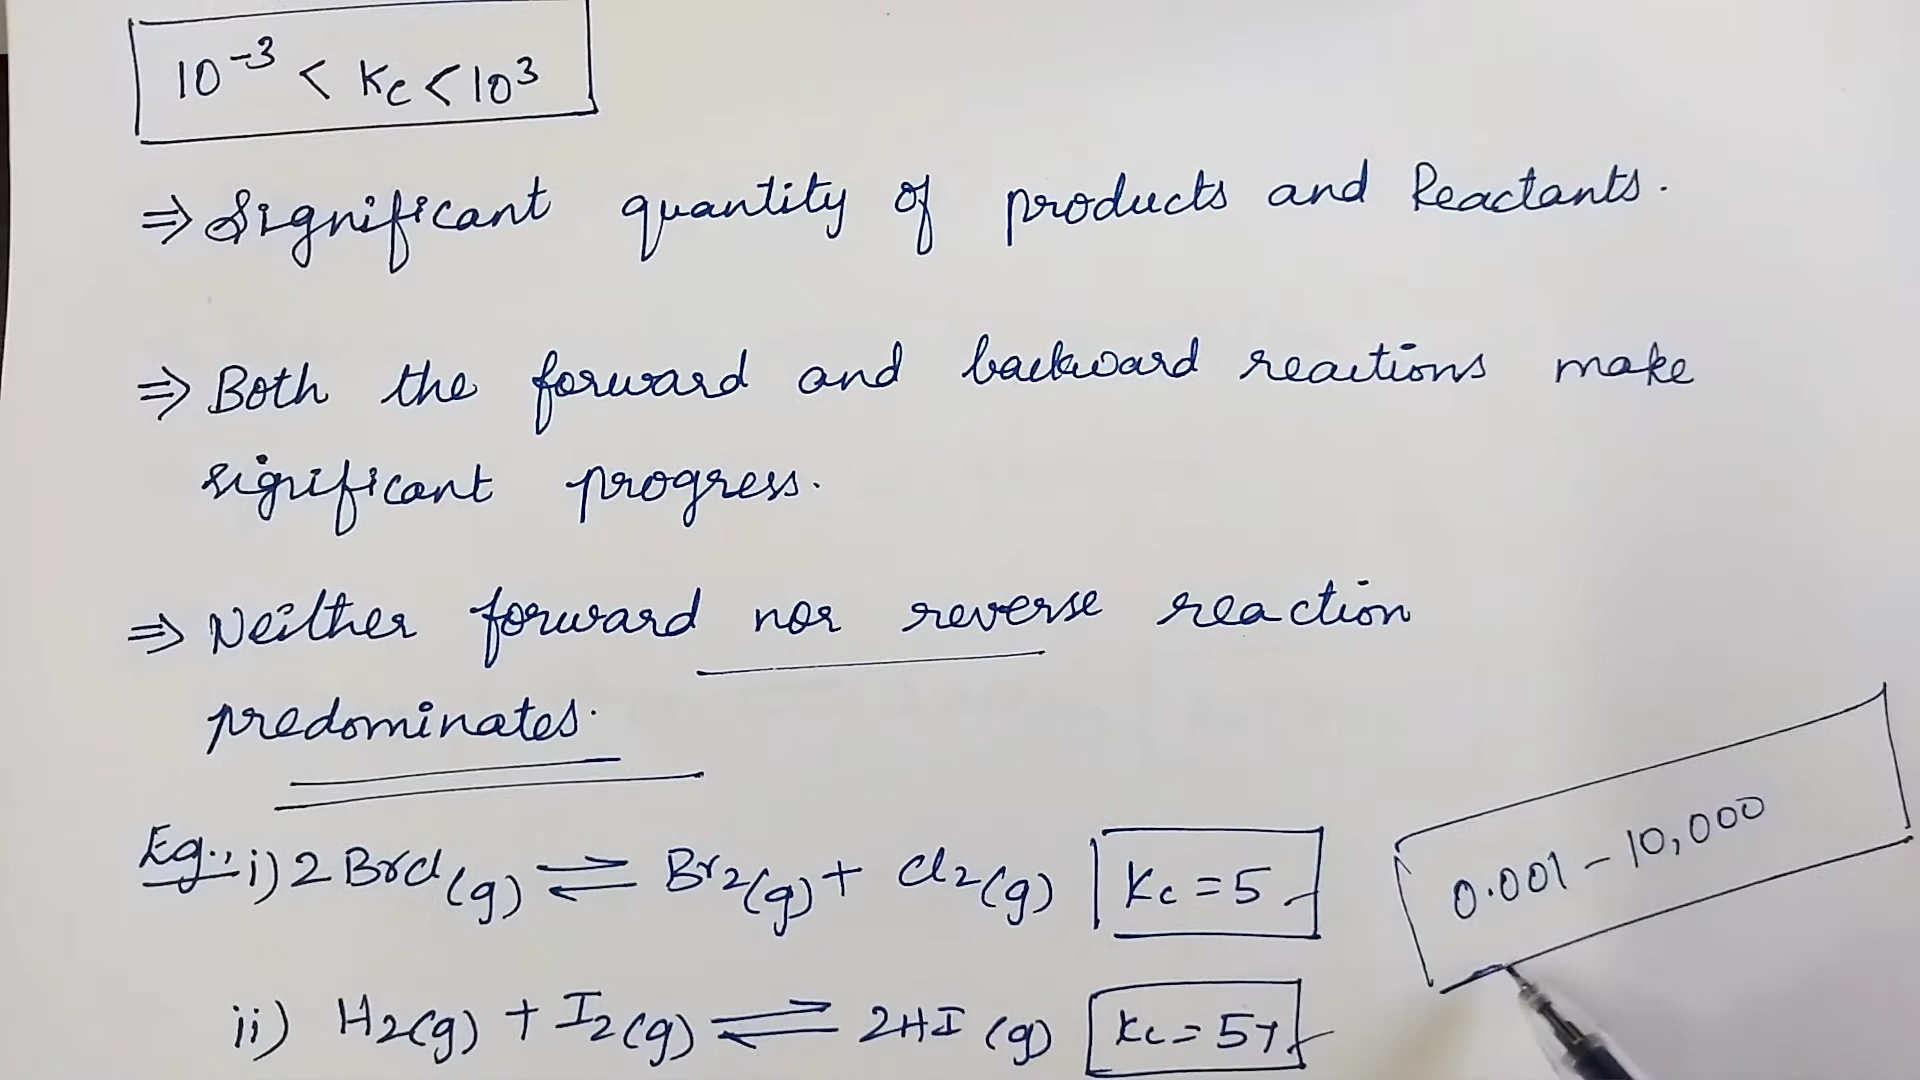 10⁻³ < Kc < 10³
⇒ Significant quantity of products and Reactants.
⇒ Both the forward and backward reactions make
significant progress.
⇒ Neither forward nor reverse reaction
predominates.
Eg., i) 2 BrCl (g) ⇌ Br₂(g) + Cl₂(g) Kc = 5
0.001 - 10,000
ii) H₂(g) + I₂(g) ⇌ 2HI (g) Kc = 57